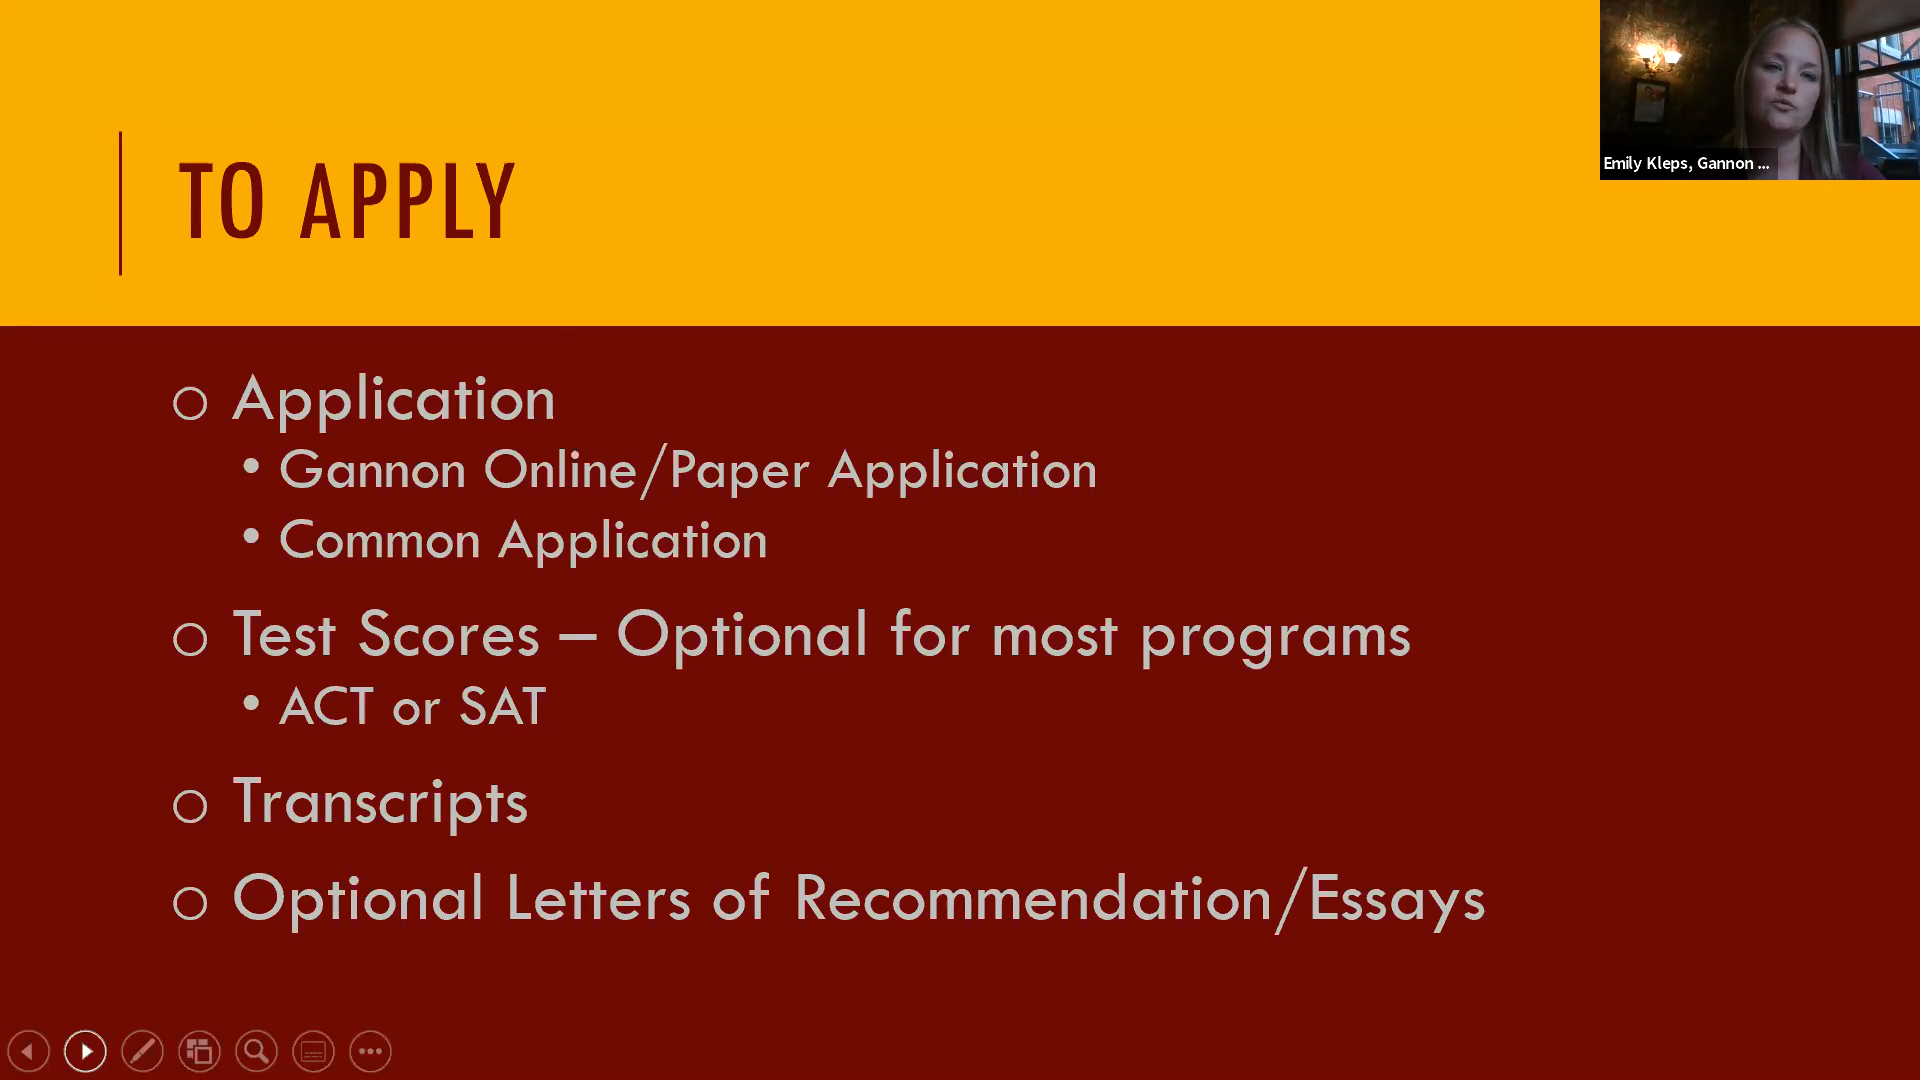 TO APPLY
Emily Kleps, Gannon ...
o Application
• Gannon Online/Paper Application
• Common Application
o Test Scores – Optional for most programs
• ACT or SAT
o Transcripts
o Optional Letters of Recommendation/Essays